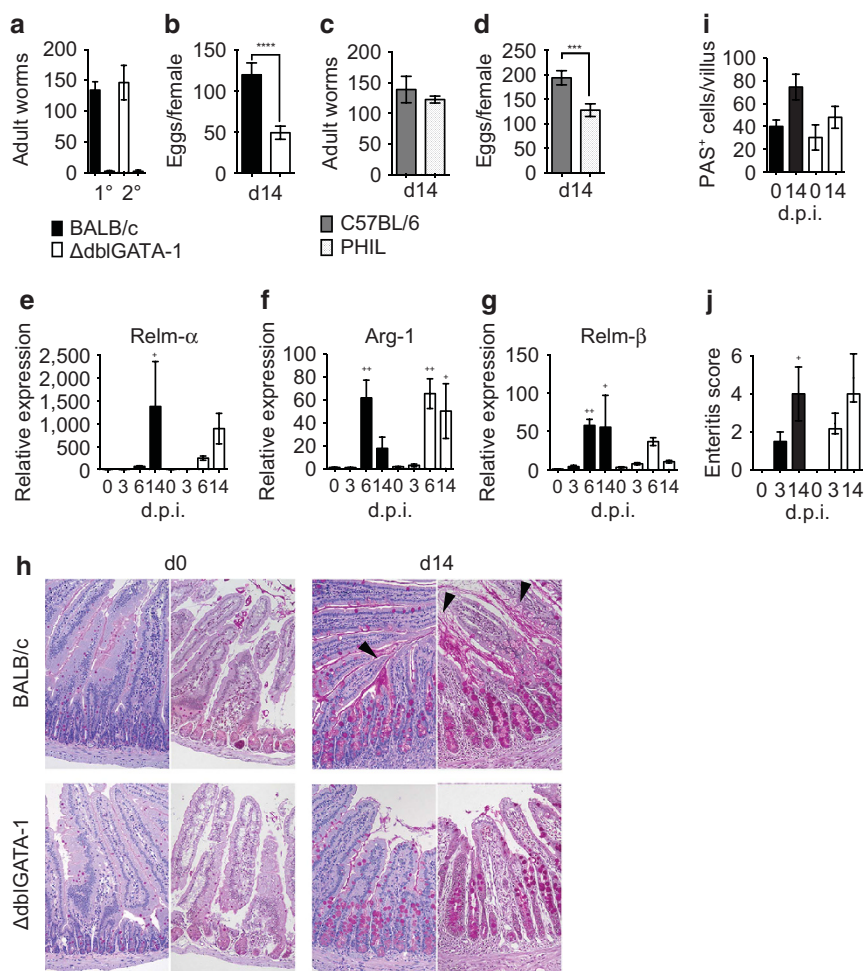 a
b
c
d
i
Adult worms
200
150
100
50
0
1° 2°
Eggs/female
120
80
40
0
****
d14
Adult worms
200
150
100
50
0
d14
Eggs/female
250
200
150
100
50
0
***
d14
PAS+ cells/villus
100
80
60
40
20
0
0 14 0 14
d.p.i.
BALB/c
ΔdblGATA-1
C57BL/6
PHIL
e
f
g
j
Relm-α
Relative expression
2,500
2,000
1,500
1,000
500
0
+
0 3 6 14 0 3 6 14
d.p.i.
Arg-1
Relative expression
100
80
60
40
20
0
++
++
+
0 3 6 14 0 3 6 14
d.p.i.
Relm-β
Relative expression
150
100
50
0
++
+
0 3 6 14 0 3 6 14
d.p.i.
Enteritis score
6
4
2
0
+
0 3 14 0 3 14
d.p.i.
h
d0
d14
BALB/c
ΔdblGATA-1